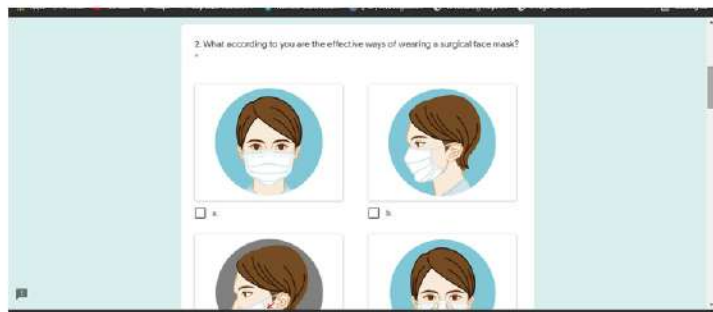 2. What according to you are the effective ways of wearing a surgical face mask?
*
a.
b.